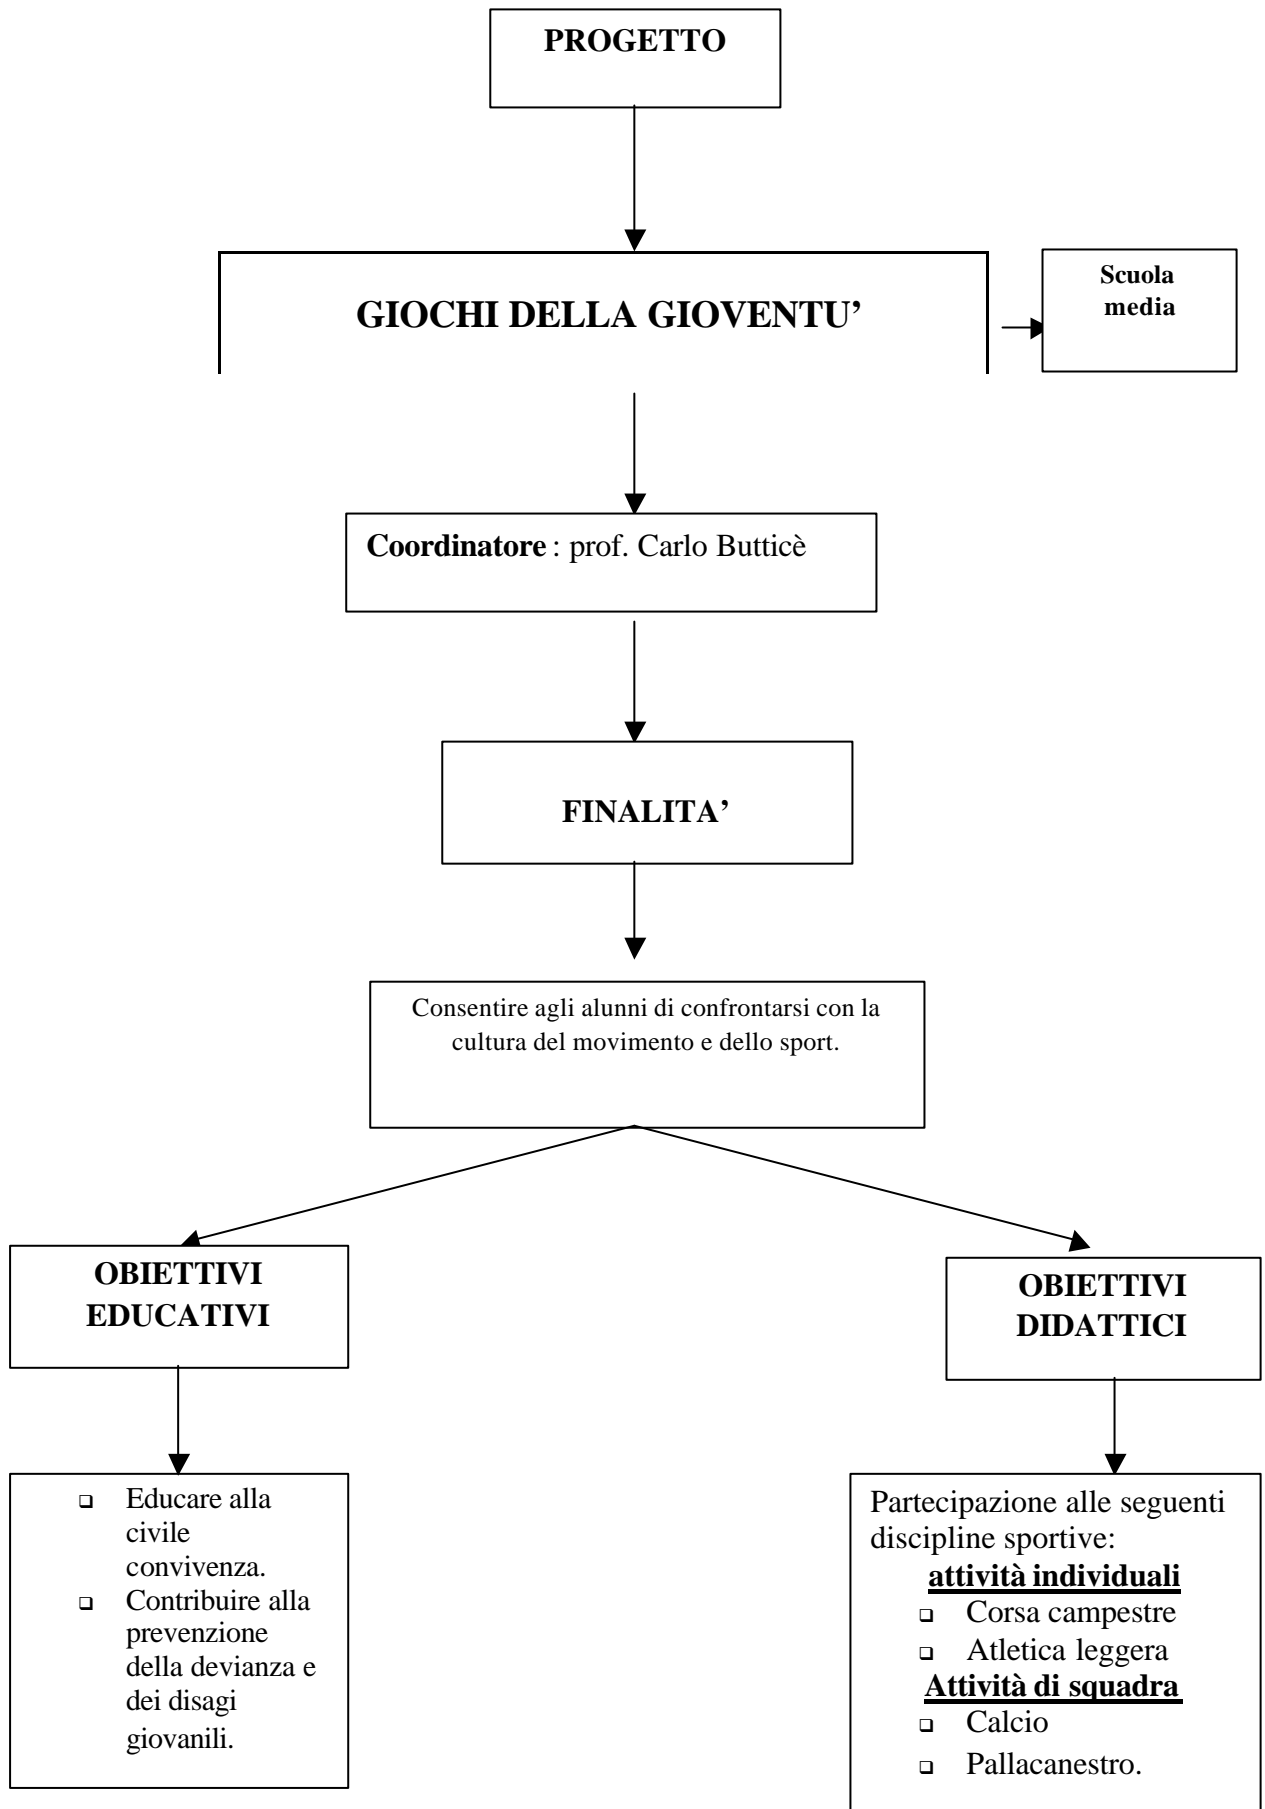 PROGETTO
GIOCHI DELLA GIOVENTU’
Scuola
media
Coordinatore : prof. Carlo Butticè
FINALITA’
Consentire agli alunni di confrontarsi con la
cultura del movimento e dello sport.
OBIETTIVI
EDUCATIVI
❑ Educare alla
civile
convivenza.
❑ Contribuire alla
prevenzione
della devianza e
dei disagi
giovanili.
OBIETTIVI
DIDATTICI
Partecipazione alle seguenti
discipline sportive:
attività individuali
❑ Corsa campestre
❑ Atletica leggera
Attività di squadra
❑ Calcio
❑ Pallacanestro.